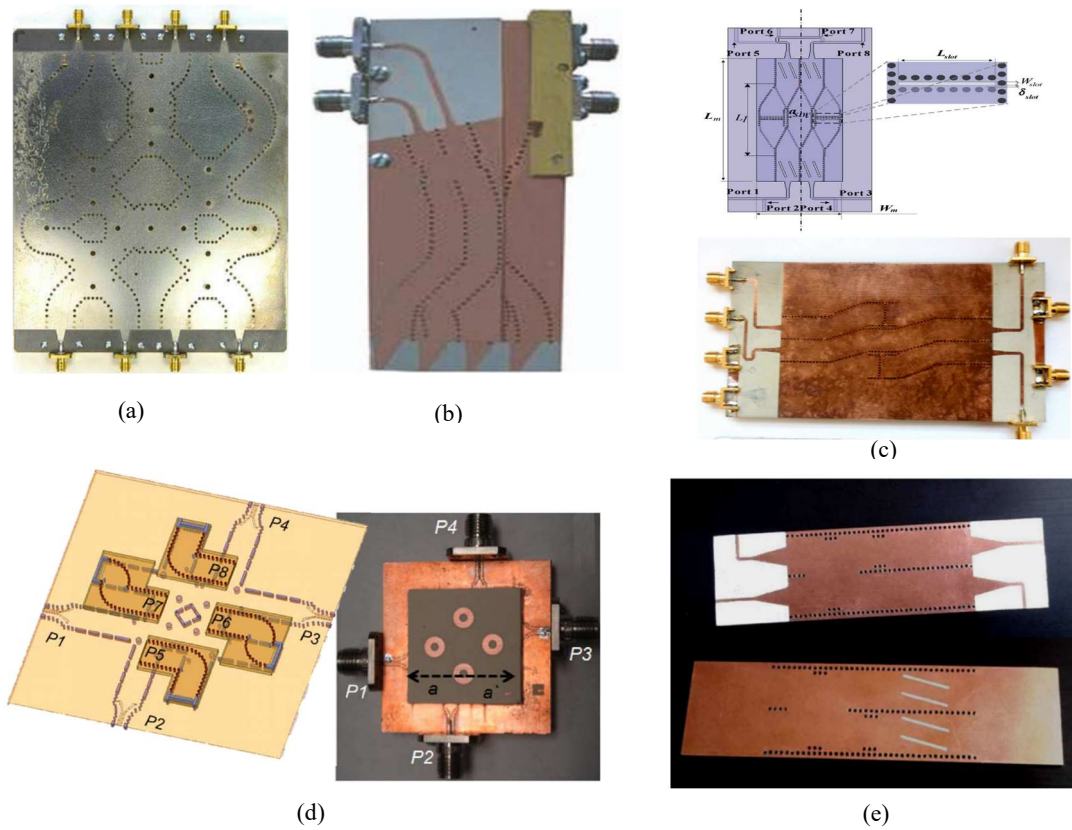 (a)
(b)
Port 6
Port 7
Port 5
Port 8
L_slot
W_slot
δ_slot
L_m
L_I
Port 1
Port 3
Port 2
Port 4
W_m
(c)
P4
P8
P7
P6
P1
P3
P5
P2
(d)
P4
P1
P3
a
a`
P2
(e)